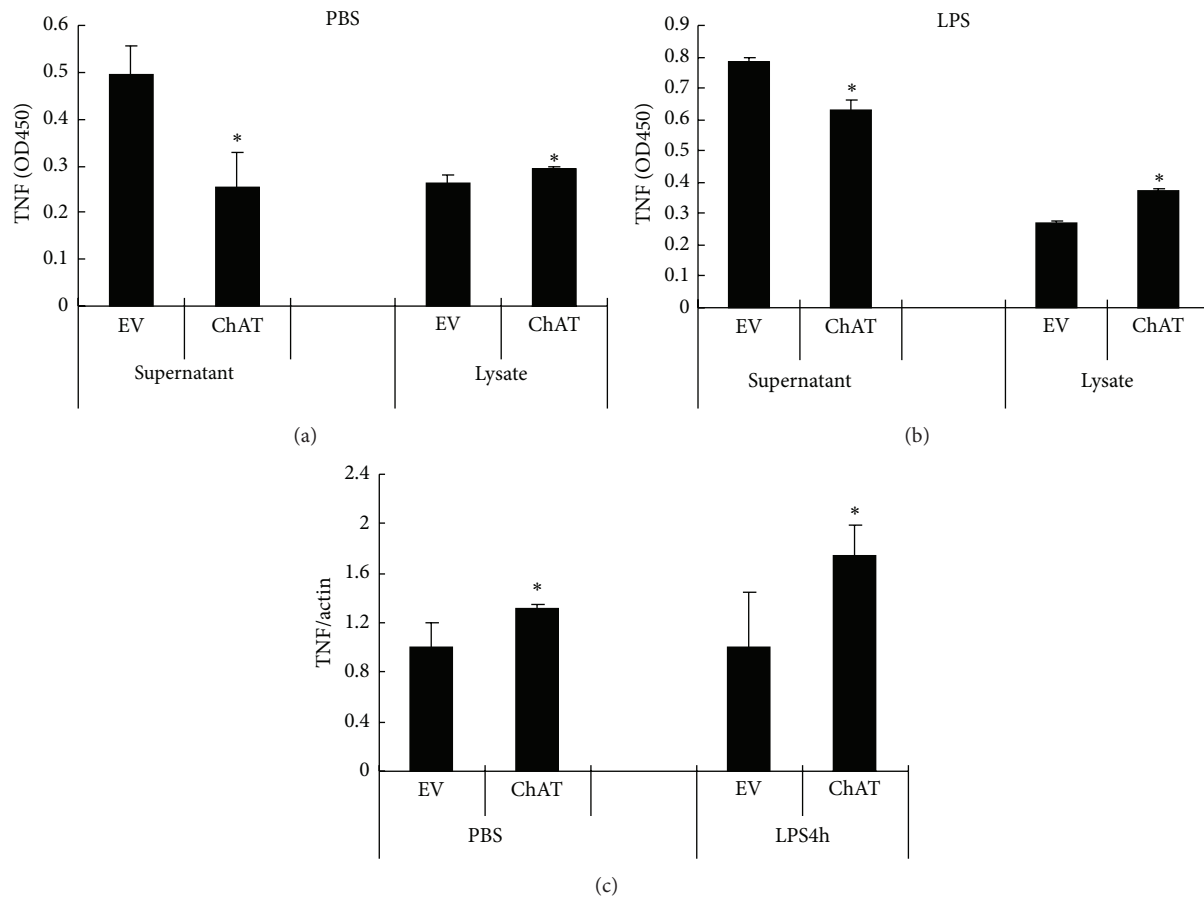 PBS
TNF (OD450)
0.6
0.5
0.4
0.3
0.2
0.1
0
*
*
EV
ChAT
EV
ChAT
Supernatant
Lysate
(a)
LPS
TNF (OD450)
0.9
0.8
0.7
0.6
0.5
0.4
0.3
0.2
0.1
0
*
*
EV
ChAT
EV
ChAT
Supernatant
Lysate
(b)
TNF/actin
2.4
2
1.6
1.2
0.8
0.4
0
*
*
EV
ChAT
EV
ChAT
PBS
LPS4h
(c)